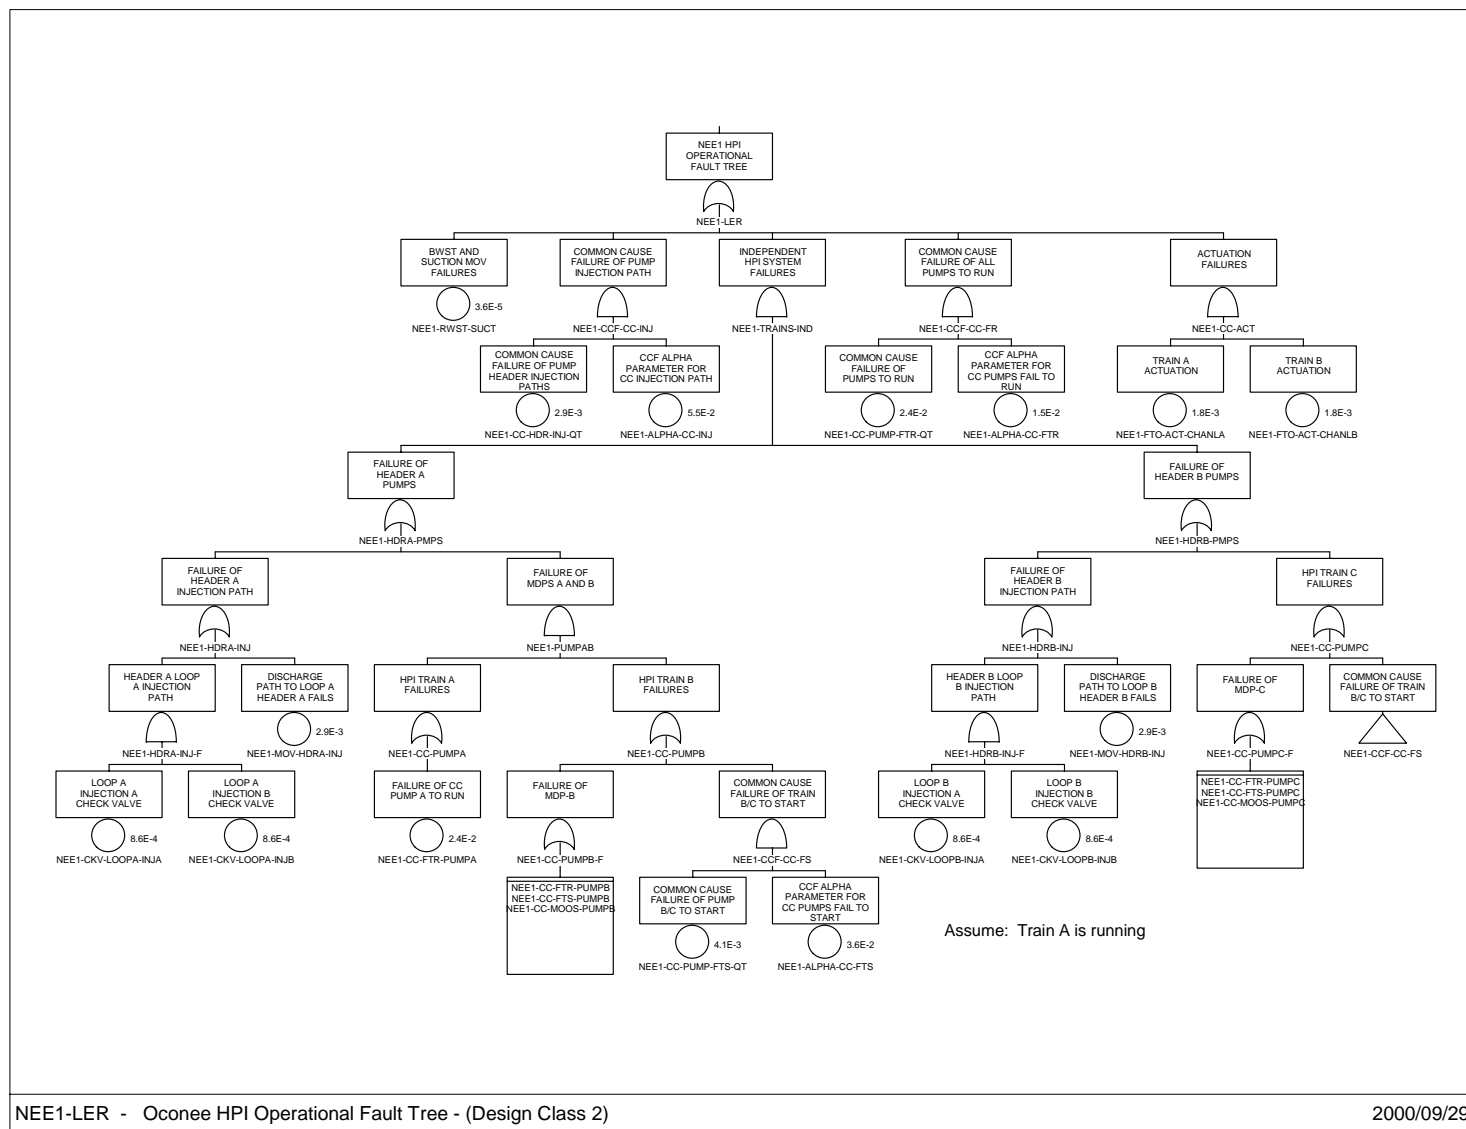 NEE1 HPI
OPERATIONAL
FAULT TREE
NEE1-LER
BWST AND
SUCTION MOV
FAILURES
3.6E-5
NEE1-RWST-SUCT
COMMON CAUSE
FAILURE OF PUMP
INJECTION PATH
NEE1-CCF-CC-INJ
INDEPENDENT
HPI SYSTEM
FAILURES
NEE1-TRAINS-IND
COMMON CAUSE
FAILURE OF ALL
PUMPS TO RUN
NEE1-CCF-CC-FR
ACTUATION
FAILURES
NEE1-CC-ACT
COMMON CAUSE
FAILURE OF PUMP
HEADER INJECTION
PATHS
2.9E-3
NEE1-CC-HDR-INJ-QT
CCF ALPHA
PARAMETER FOR
CC INJECTION PATH
5.5E-2
NEE1-ALPHA-CC-INJ
COMMON CAUSE
FAILURE OF
PUMPS TO RUN
2.4E-2
NEE1-CC-PUMP-FTR-QT
CCF ALPHA
PARAMETER FOR
CC PUMPS FAIL TO
RUN
1.5E-2
NEE1-ALPHA-CC-FTR
TRAIN A
ACTUATION
1.8E-3
NEE1-FTO-ACT-CHANLA
TRAIN B
ACTUATION
1.8E-3
NEE1-FTO-ACT-CHANLB
FAILURE OF
HEADER A
PUMPS
NEE1-HDRA-PMPS
FAILURE OF
HEADER B PUMPS
NEE1-HDRB-PMPS
FAILURE OF
HEADER A
INJECTION PATH
NEE1-HDRA-INJ
FAILURE OF
MDPS A AND B
NEE1-PUMPAB
FAILURE OF
HEADER B
INJECTION PATH
NEE1-HDRB-INJ
HPI TRAIN C
FAILURES
NEE1-CC-PUMPC
HEADER A LOOP
A INJECTION
PATH
NEE1-HDRA-INJ-F
DISCHARGE
PATH TO LOOP A
HEADER A FAILS
2.9E-3
NEE1-MOV-HDRA-INJ
HPI TRAIN A
FAILURES
NEE1-CC-PUMPA
HPI TRAIN B
FAILURES
NEE1-CC-PUMPB
HEADER B LOOP
B INJECTION
PATH
NEE1-HDRB-INJ-F
DISCHARGE
PATH TO LOOP B
HEADER B FAILS
2.9E-3
NEE1-MOV-HDRB-INJ
FAILURE OF
MDP-C
NEE1-CC-PUMPC-F
COMMON CAUSE
FAILURE OF TRAIN
B/C TO START
NEE1-CCF-CC-FS
LOOP A
INJECTION A
CHECK VALVE
8.6E-4
NEE1-CKV-LOOPA-INJA
LOOP A
INJECTION B
CHECK VALVE
8.6E-4
NEE1-CKV-LOOPA-INJB
FAILURE OF CC
PUMP A TO RUN
2.4E-2
NEE1-CC-FTR-PUMPA
FAILURE OF
MDP-B
NEE1-CC-PUMPB-F
COMMON CAUSE
FAILURE OF TRAIN
B/C TO START
NEE1-CCF-CC-FS
LOOP B
INJECTION A
CHECK VALVE
8.6E-4
NEE1-CKV-LOOPB-INJA
LOOP B
INJECTION B
CHECK VALVE
8.6E-4
NEE1-CKV-LOOPB-INJB
NEE1-CC-FTR-PUMPC
NEE1-CC-FTS-PUMPC
NEE1-CC-MOOS-PUMPC
NEE1-CC-FTR-PUMPB
NEE1-CC-FTS-PUMPB
NEE1-CC-MOOS-PUMPB
COMMON CAUSE
FAILURE OF PUMP
B/C TO START
4.1E-3
NEE1-CC-PUMP-FTS-QT
CCF ALPHA
PARAMETER FOR
CC PUMPS FAIL TO
START
3.6E-2
NEE1-ALPHA-CC-FTS
Assume: Train A is running
NEE1-LER - Oconee HPI Operational Fault Tree - (Design Class 2)
2000/09/29